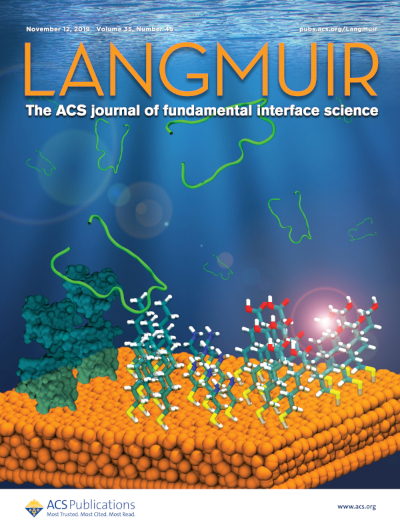 November 12, 2019 Volume 35, Number 45
pubs.acs.org/Langmuir
LANGMUIR
The ACS journal of fundamental interface science
ACS Publications
Most Trusted. Most Cited. Most Read.
www.acs.org